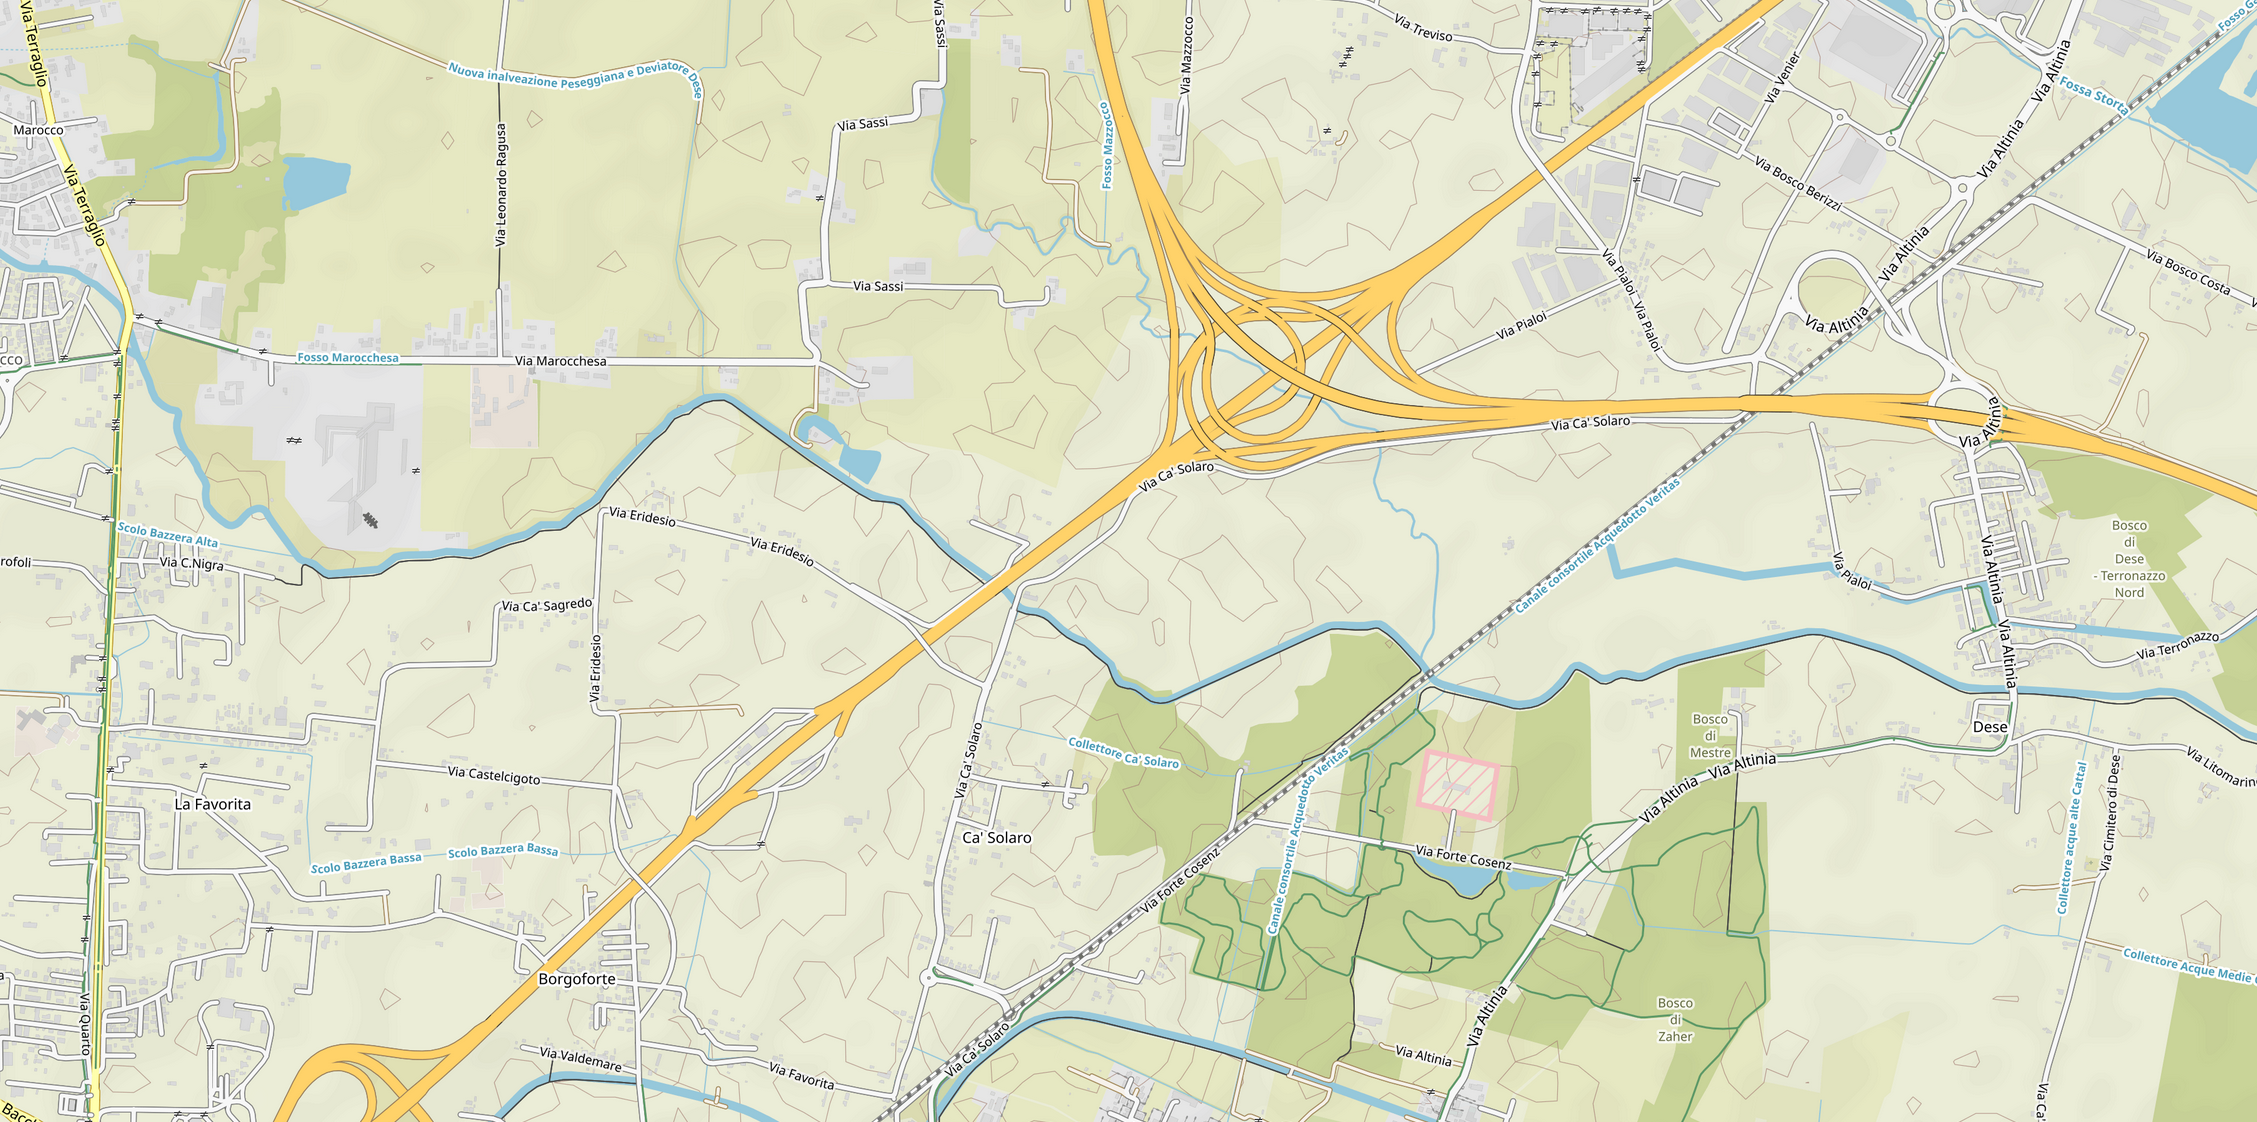 Via Terraglio
Via Sassi
Via Mazzocco
Via Treviso
Via Altinia
Nuova inalveazione Peseggiana e Deviatore Dese
Via Venier
Fossa Storta
Marocco
Via Sassi
Fosso Mazzocco
Via Altinia
Via Leonardo Ragusa
Via Terraglio
Via Bosco Berizzi
Via Altinia
Via Pialoi
Via Bosco Costa
Via Sassi
Via Pialoi
Via Pialoi
Via Altinia
cco
Fosso Marocchesa
Via Marocchesa
Via Ca' Solaro
Via Altinia
Via Altinia
Via Ca' Solaro
Canale consortile Acquedotto Veritas
Via Eridesio
Scolo Bazzera Alta
Via Eridesio
rofoli
Via C.Nigra
Via Pialoi
Via Altinia
Bosco
di
Dese
- Terronazzo
Nord
Via Ca' Sagredo
Via Eridesio
Via Altinia
Via Terronazzo
Via Ca' Solaro
Collettore Ca' Solaro
Bosco
di
Mestre
Dese
Via Castelcigoto
Canale consortile Acquedotto Veritas
Via Altinia
Via Altinia
Via Litomarino
Collettore acque alte Cattal
Via Cimitero di Dese
La Favorita
Ca' Solaro
Scolo Bazzera Bassa
Scolo Bazzera Bassa
Via Forte Cosenz
Via Forte Cosenz
Collettore Acque Medie
Borgoforte
Via Quarto
Via Altinia
Bosco
di
Zaher
Via Ca' Solaro
Via Valdemare
Via Favorita
Via Altinia
Via Ca'